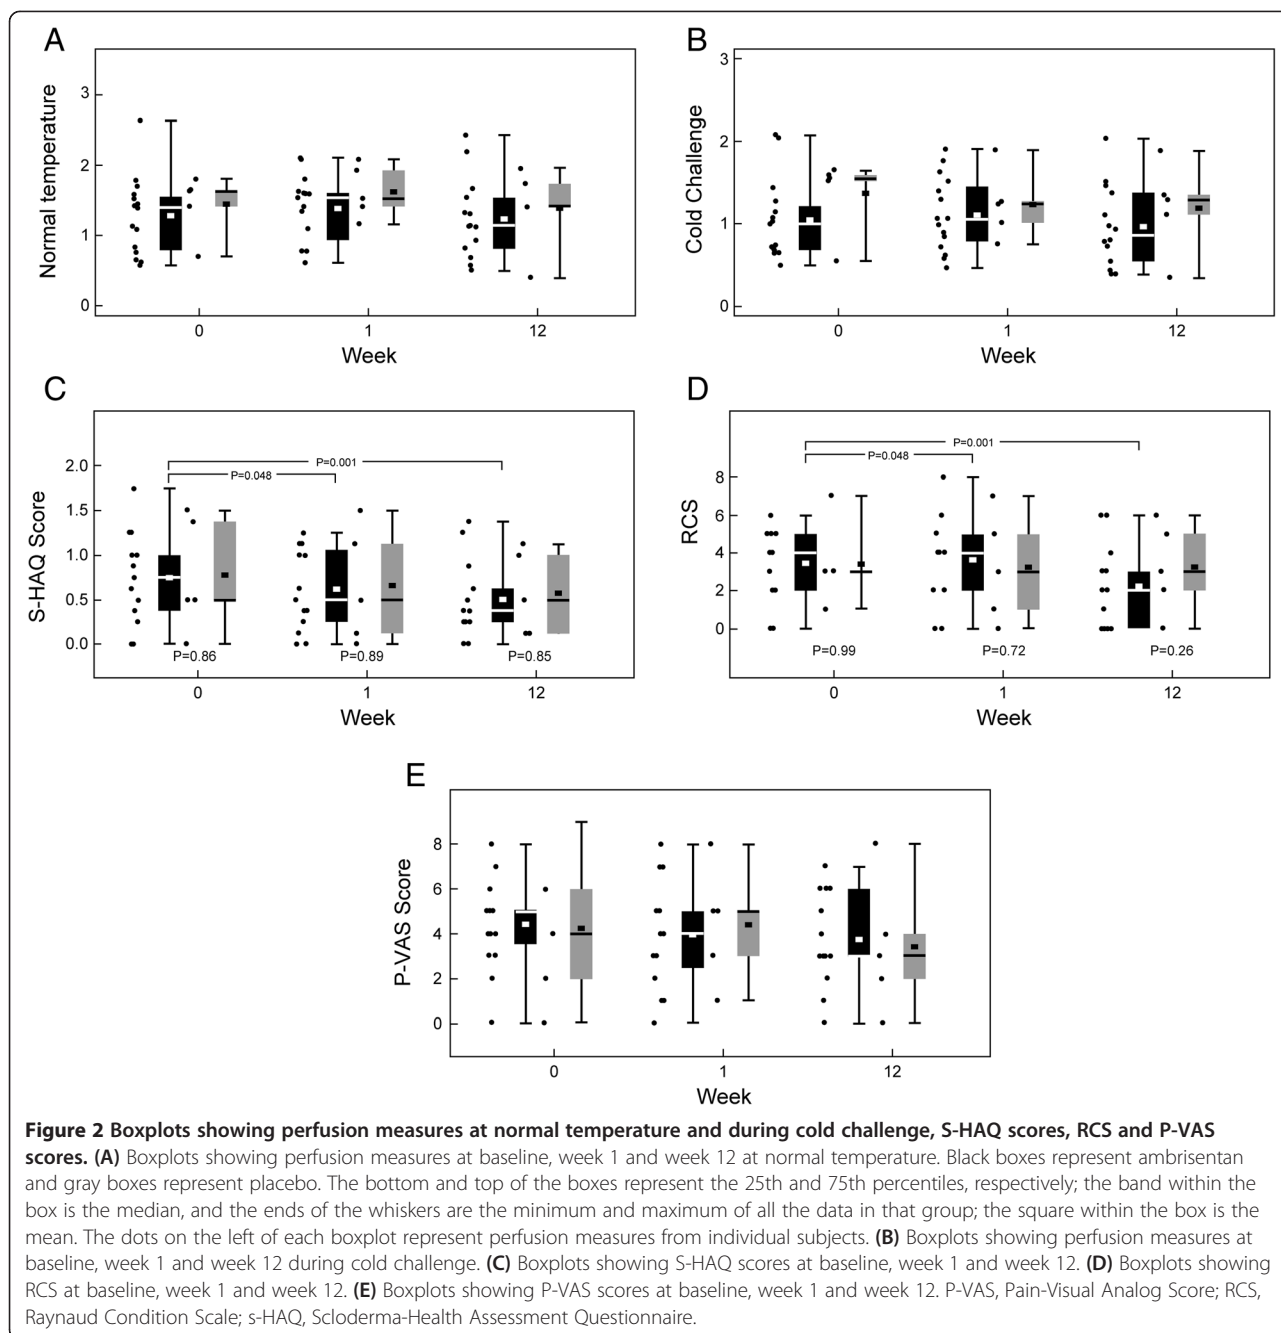 A
Normal temperature
3
2
1
0
0
1
12
Week
B
Cold Challenge
3
2
1
0
0
1
12
Week
C
S-HAQ Score
2.0
1.5
1.0
0.5
0.0
P=0.001
P=0.048
P=0.86
P=0.89
P=0.85
0
1
12
Week
D
RCS
8
6
4
2
0
P=0.001
P=0.048
P=0.99
P=0.72
P=0.26
0
1
12
Week
E
P-VAS Score
8
6
4
2
0
0
1
12
Week
Figure 2 Boxplots showing perfusion measures at normal temperature and during cold challenge, S-HAQ scores, RCS and P-VAS
scores. (A) Boxplots showing perfusion measures at baseline, week 1 and week 12 at normal temperature. Black boxes represent ambrisentan
and gray boxes represent placebo. The bottom and top of the boxes represent the 25th and 75th percentiles, respectively; the band within the
box is the median, and the ends of the whiskers are the minimum and maximum of all the data in that group; the square within the box is the
mean. The dots on the left of each boxplot represent perfusion measures from individual subjects. (B) Boxplots showing perfusion measures at
baseline, week 1 and week 12 during cold challenge. (C) Boxplots showing S-HAQ scores at baseline, week 1 and week 12. (D) Boxplots showing
RCS at baseline, week 1 and week 12. (E) Boxplots showing P-VAS scores at baseline, week 1 and week 12. P-VAS, Pain-Visual Analog Score; RCS,
Raynaud Condition Scale; s-HAQ, Scloderma-Health Assessment Questionnaire.